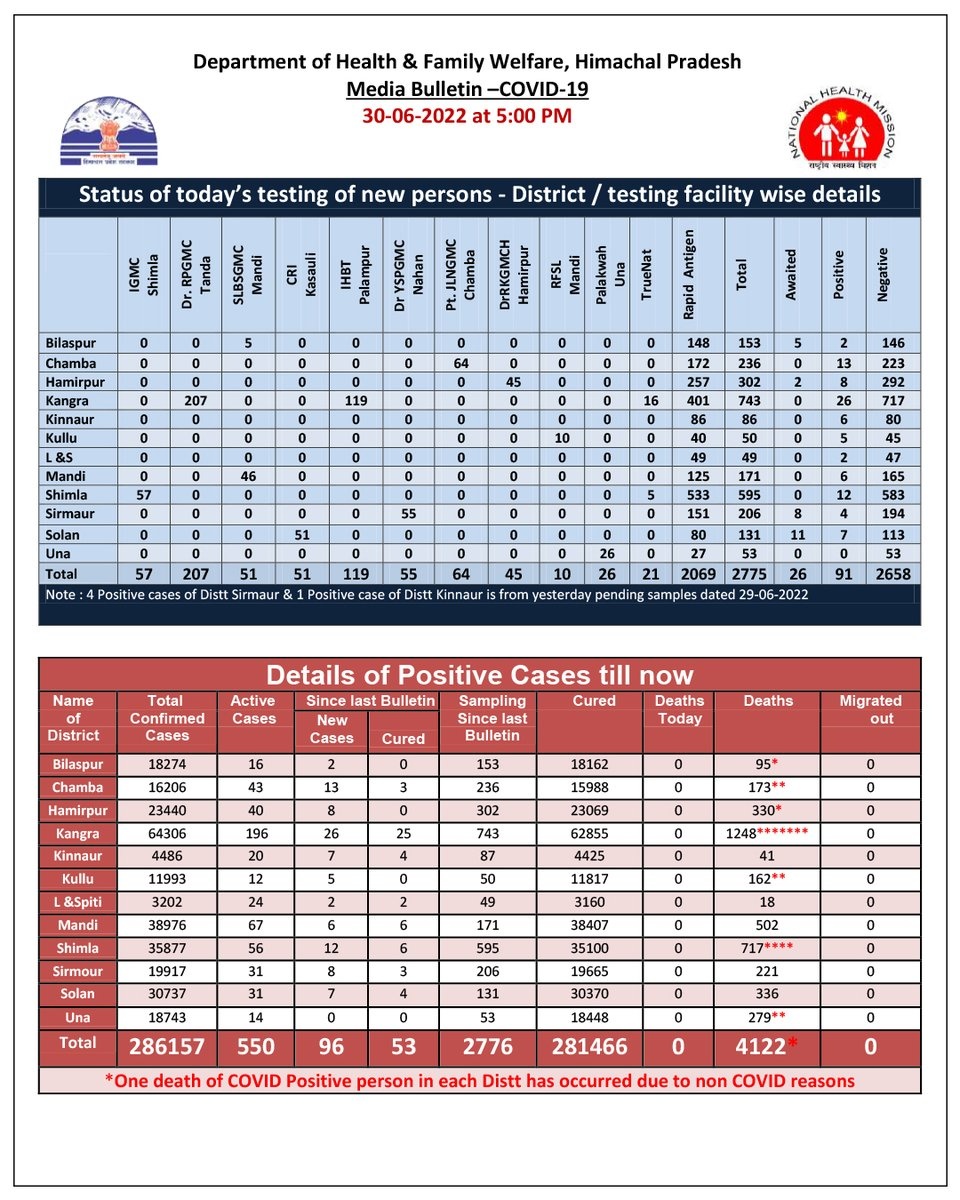 Department of Health & Family Welfare, Himachal Pradesh
Media Bulletin –COVID-19
30-06-2022 at 5:00 PM
NATIONAL HEALTH MISSION
राष्ट्रीय स्वास्थ्य मिशन
Status of today’s testing of new persons - District / testing facility wise details
IGMC Shimla Dr. RPGMC Tanda SLBSGMC Mandi CRI Kasauli IHBT Palampur Dr YSPGMC Nahan Pt. JLNGMC Chamba DrRKGMCH Hamirpur RFSL Mandi Palakwah Una TrueNat Rapid Antigen Total Awaited Positive Negative
Bilaspur 0 0 5 0 0 0 0 0 0 0 0 148 153 5 2 146
Chamba 0 0 0 0 0 0 64 0 0 0 0 172 236 0 13 223
Hamirpur 0 0 0 0 0 0 0 45 0 0 0 257 302 2 8 292
Kangra 0 207 0 0 119 0 0 0 0 0 16 401 743 0 26 717
Kinnaur 0 0 0 0 0 0 0 0 0 0 0 86 86 0 6 80
Kullu 0 0 0 0 0 0 0 0 10 0 0 40 50 0 5 45
L &S 0 0 0 0 0 0 0 0 0 0 0 49 49 0 2 47
Mandi 0 0 46 0 0 0 0 0 0 0 0 125 171 0 6 165
Shimla 57 0 0 0 0 0 0 0 0 0 5 533 595 0 12 583
Sirmaur 0 0 0 0 0 55 0 0 0 0 0 151 206 8 4 194
Solan 0 0 0 51 0 0 0 0 0 0 0 80 131 11 7 113
Una 0 0 0 0 0 0 0 0 0 26 0 27 53 0 0 53
Total 57 207 51 51 119 55 64 45 10 26 21 2069 2775 26 91 2658
Note : 4 Positive cases of Distt Sirmaur & 1 Positive case of Distt Kinnaur is from yesterday pending samples dated 29-06-2022
Details of Positive Cases till now
Name of District Total Confirmed Cases Active Cases Since last Bulletin New Cases Cured Sampling Since last Bulletin Cured Deaths Today Deaths Migrated out
Bilaspur 18274 16 2 0 153 18162 0 95* 0
Chamba 16206 43 13 3 236 15988 0 173** 0
Hamirpur 23440 40 8 0 302 23069 0 330* 0
Kangra 64306 196 26 25 743 62855 0 1248******* 0
Kinnaur 4486 20 7 4 87 4425 0 41 0
Kullu 11993 12 5 0 50 11817 0 162** 0
L &Spiti 3202 24 2 2 49 3160 0 18 0
Mandi 38976 67 6 6 171 38407 0 502 0
Shimla 35877 56 12 6 595 35100 0 717**** 0
Sirmour 19917 31 8 3 206 19665 0 221 0
Solan 30737 31 7 4 131 30370 0 336 0
Una 18743 14 0 0 53 18448 0 279** 0
Total 286157 550 96 53 2776 281466 0 4122* 0
*One death of COVID Positive person in each Distt has occurred due to non COVID reasons